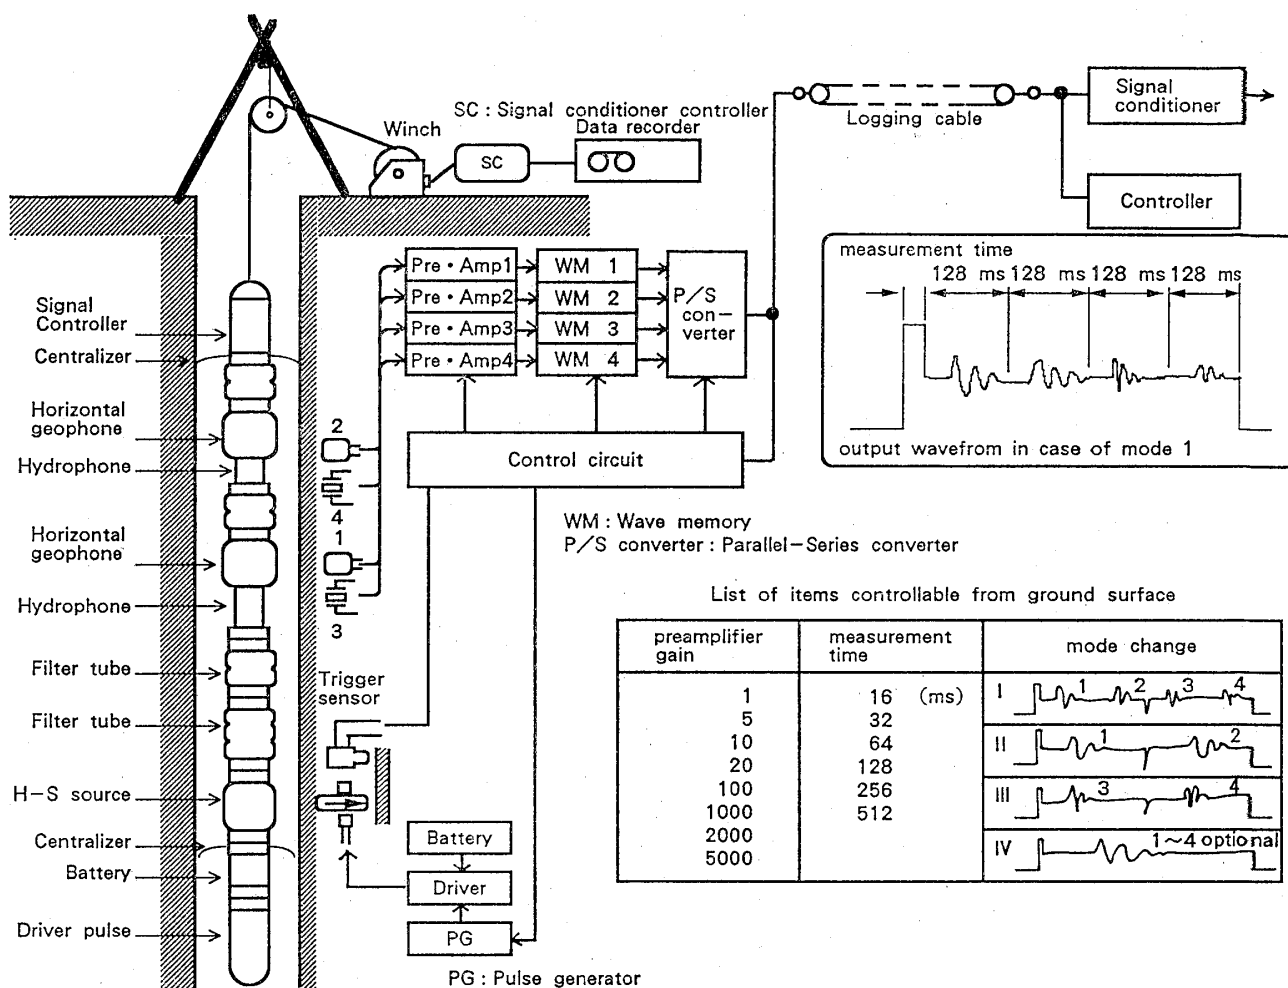 SC : Signal conditioner controller
Winch
Data recorder
SC
Logging cable
Signal
conditioner
Controller
Signal
Controller
Centralizer
Horizontal
geophone
Hydrophone
Horizontal
geophone
Hydrophone
Filter tube
Filter tube
H-S source
Centralizer
Battery
Driver pulse
Pre・Amp1
WM 1
Pre・Amp2
WM 2
Pre・Amp3
WM 3
Pre・Amp4
WM 4
P/S
con-
verter
2
4
1
3
Control circuit
Trigger
sensor
Battery
Driver
PG
PG : Pulse generator
measurement time
128 ms 128 ms 128 ms 128 ms
output wavefrom in case of mode 1
WM : Wave memory
P/S converter : Parallel-Series converter
List of items controllable from ground surface
preamplifier
gain
measurement
time
mode change
1
5
10
20
100
1000
2000
5000
16 (ms)
32
64
128
256
512
I 1 2 3 4
II 1 2
III 3 4
IV 1~4 optional